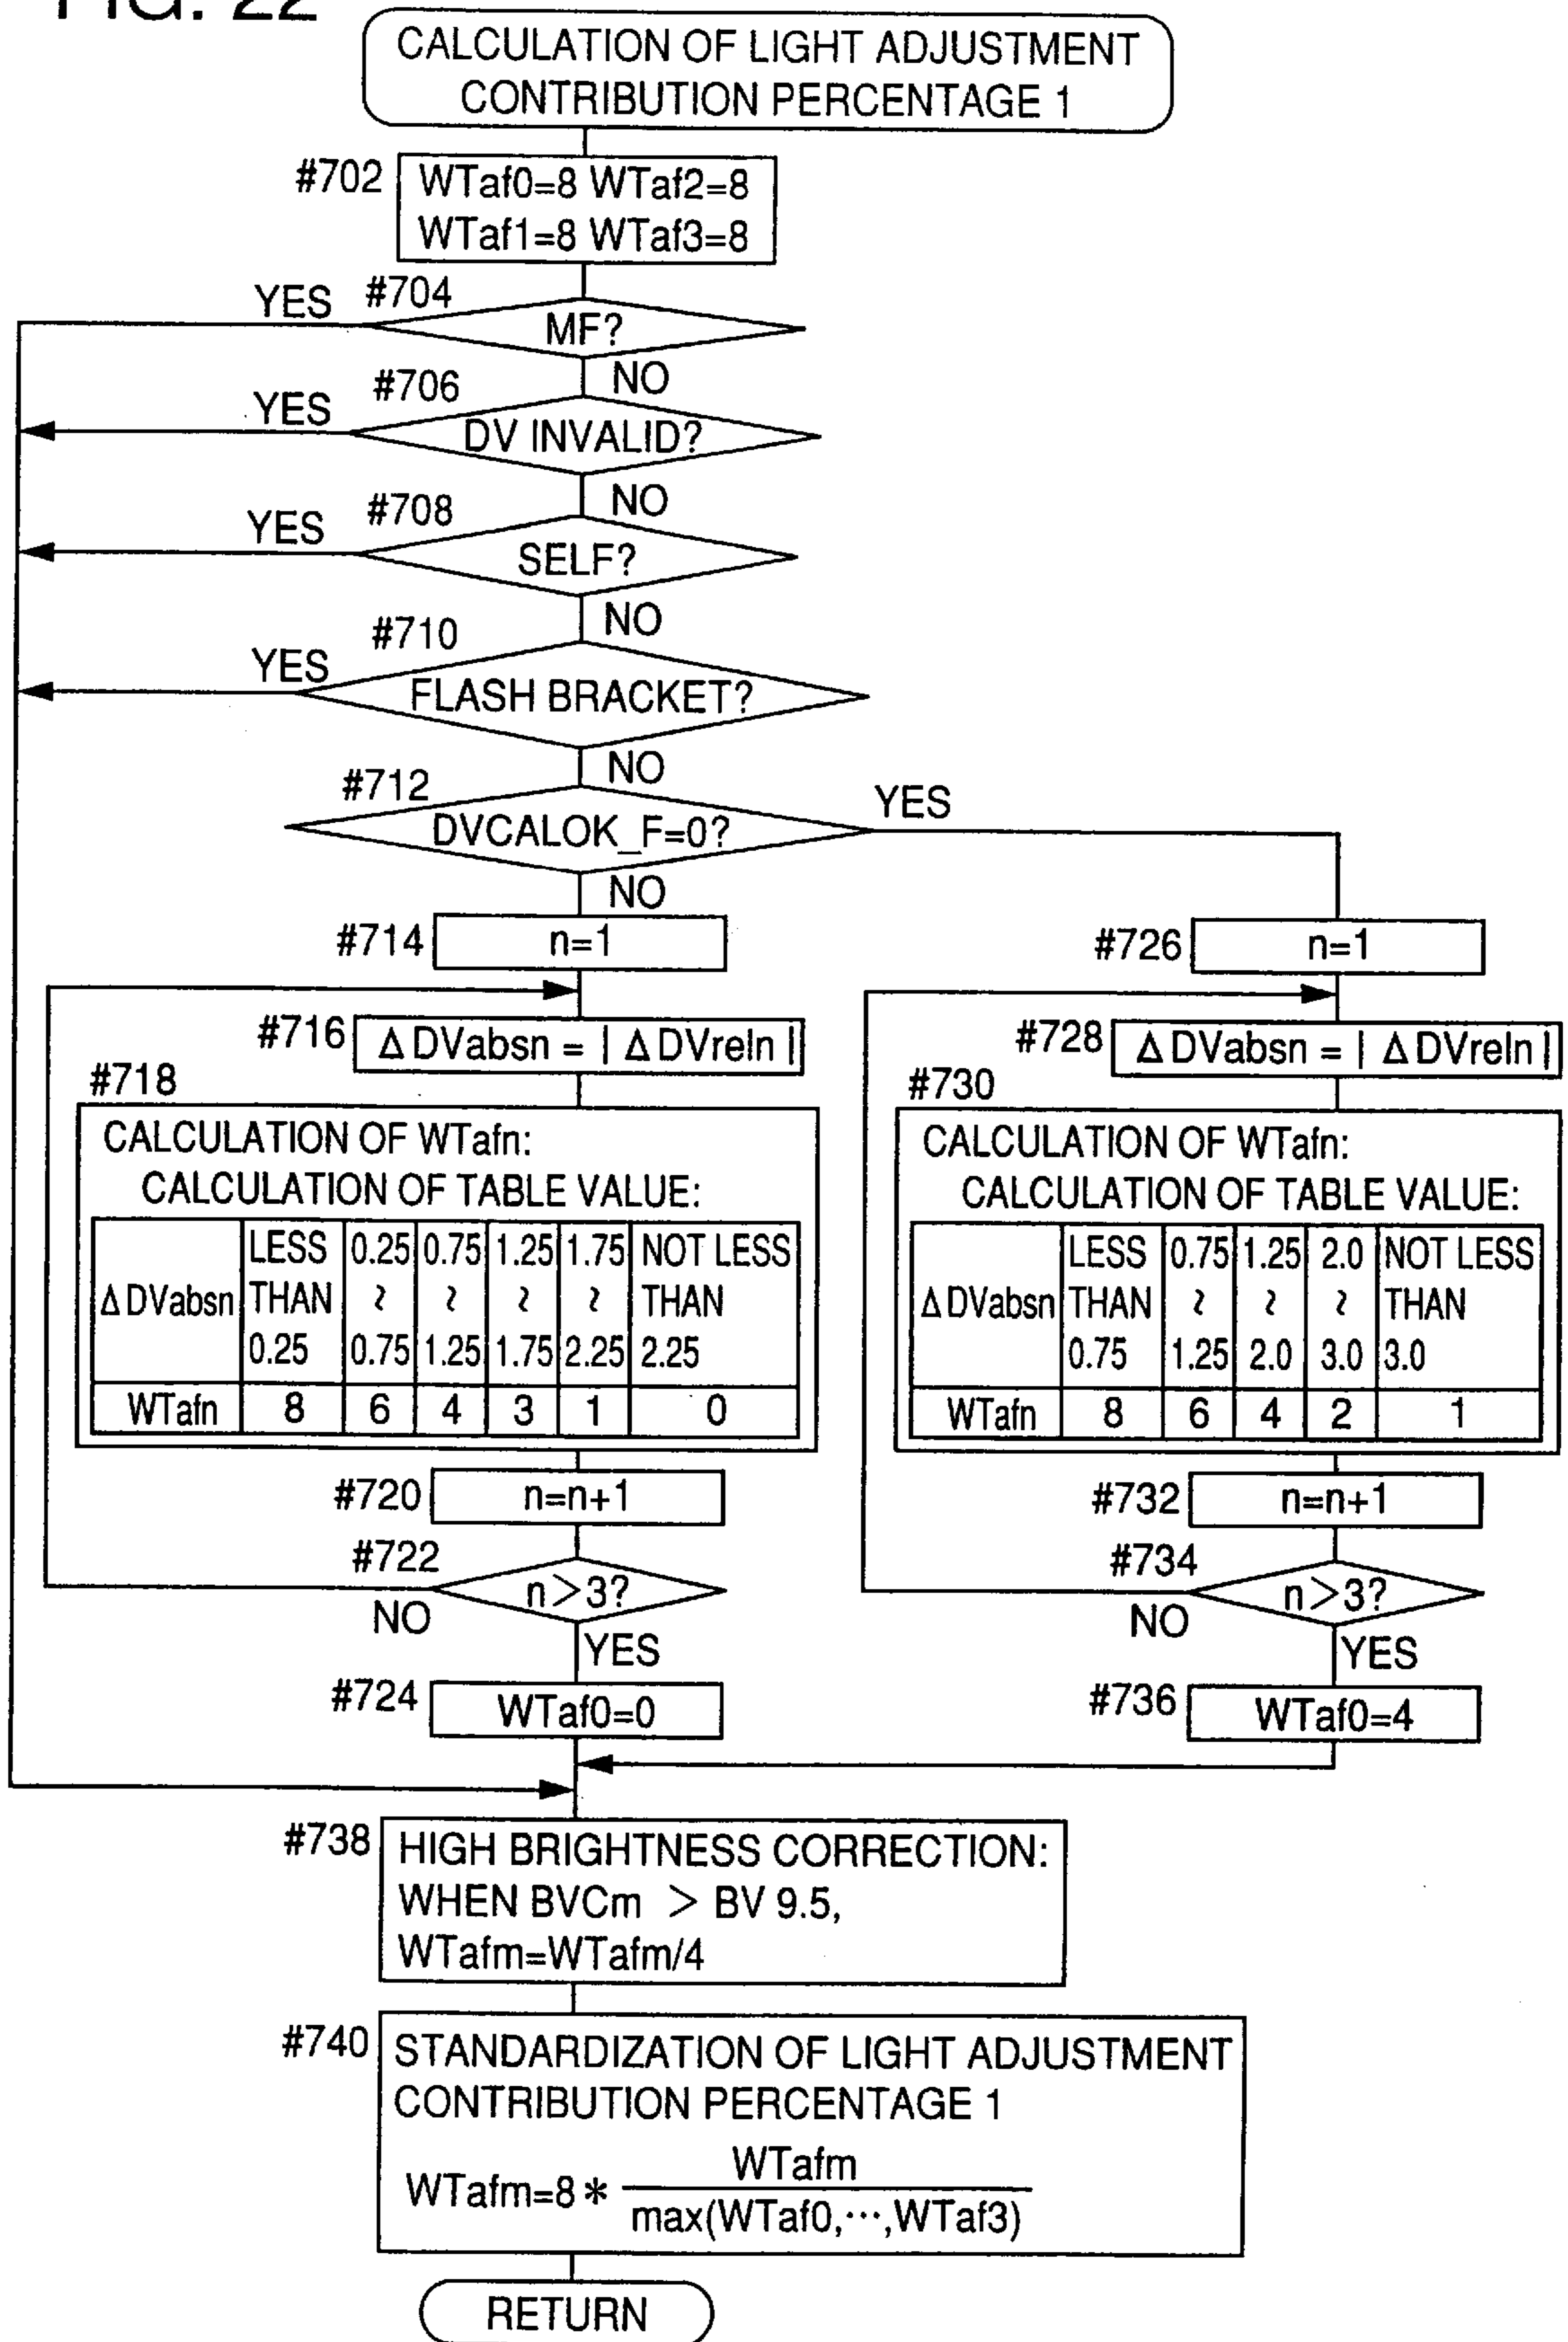 FIG. 22
CALCULATION OF LIGHT ADJUSTMENT
CONTRIBUTION PERCENTAGE 1
#702
WTaf0=8 WTaf2=8
WTaf1=8 WTaf3=8
#704
YES
MF?
NO
#706
YES
DV INVALID?
NO
#708
YES
SELF?
NO
#710
YES
FLASH BRACKET?
NO
#712
YES
DVCALOK_F=0?
NO
#714
n=1
#716
ΔDVabsn = | ΔDVreln |
#718
CALCULATION OF WTafn:
CALCULATION OF TABLE VALUE:
LESS 0.25 0.75 1.25 1.75 NOT LESS
ΔDVabsn THAN ~ ~ ~ ~ THAN
0.25 0.75 1.25 1.75 2.25 2.25
WTafn 8 6 4 3 1 0
#720
n=n+1
#722
n>3?
NO
YES
#724
WTaf0=0
#726
n=1
#728
ΔDVabsn = | ΔDVreln |
#730
CALCULATION OF WTafn:
CALCULATION OF TABLE VALUE:
LESS 0.75 1.25 2.0 NOT LESS
ΔDVabsn THAN ~ ~ ~ THAN
0.75 1.25 2.0 3.0 3.0
WTafn 8 6 4 2 1
#732
n=n+1
#734
n>3?
NO
YES
#736
WTaf0=4
#738
HIGH BRIGHTNESS CORRECTION:
WHEN BVCm > BV 9.5,
WTafm=WTafm/4
#740
STANDARDIZATION OF LIGHT ADJUSTMENT
CONTRIBUTION PERCENTAGE 1
WTafm
WTafm=8*
max(WTaf0,···,WTaf3)
RETURN